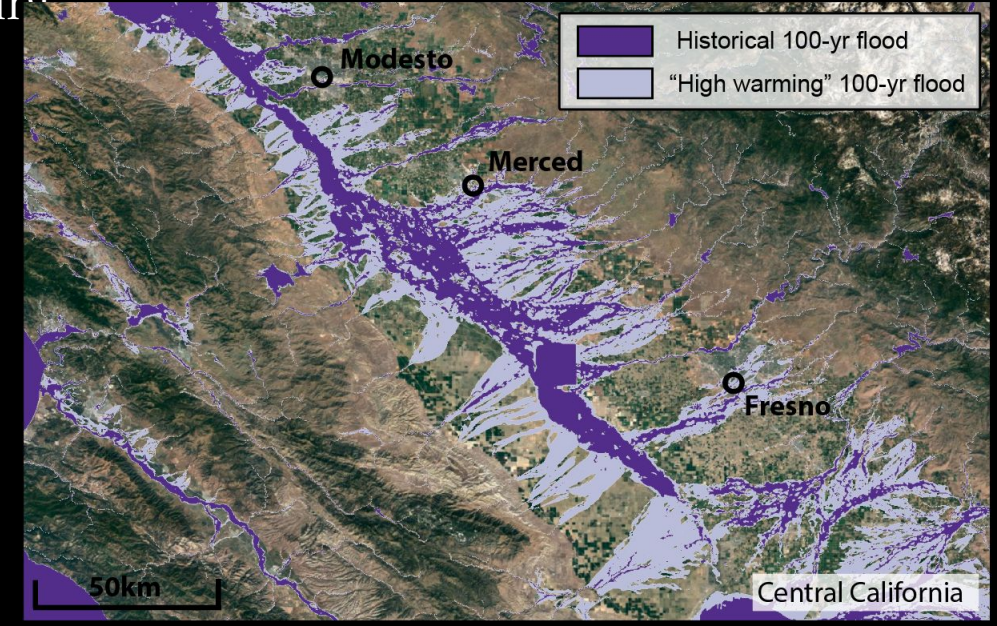 Historical 100-yr flood
“High warming” 100-yr flood
Modesto
Merced
Fresno
50km
Central California